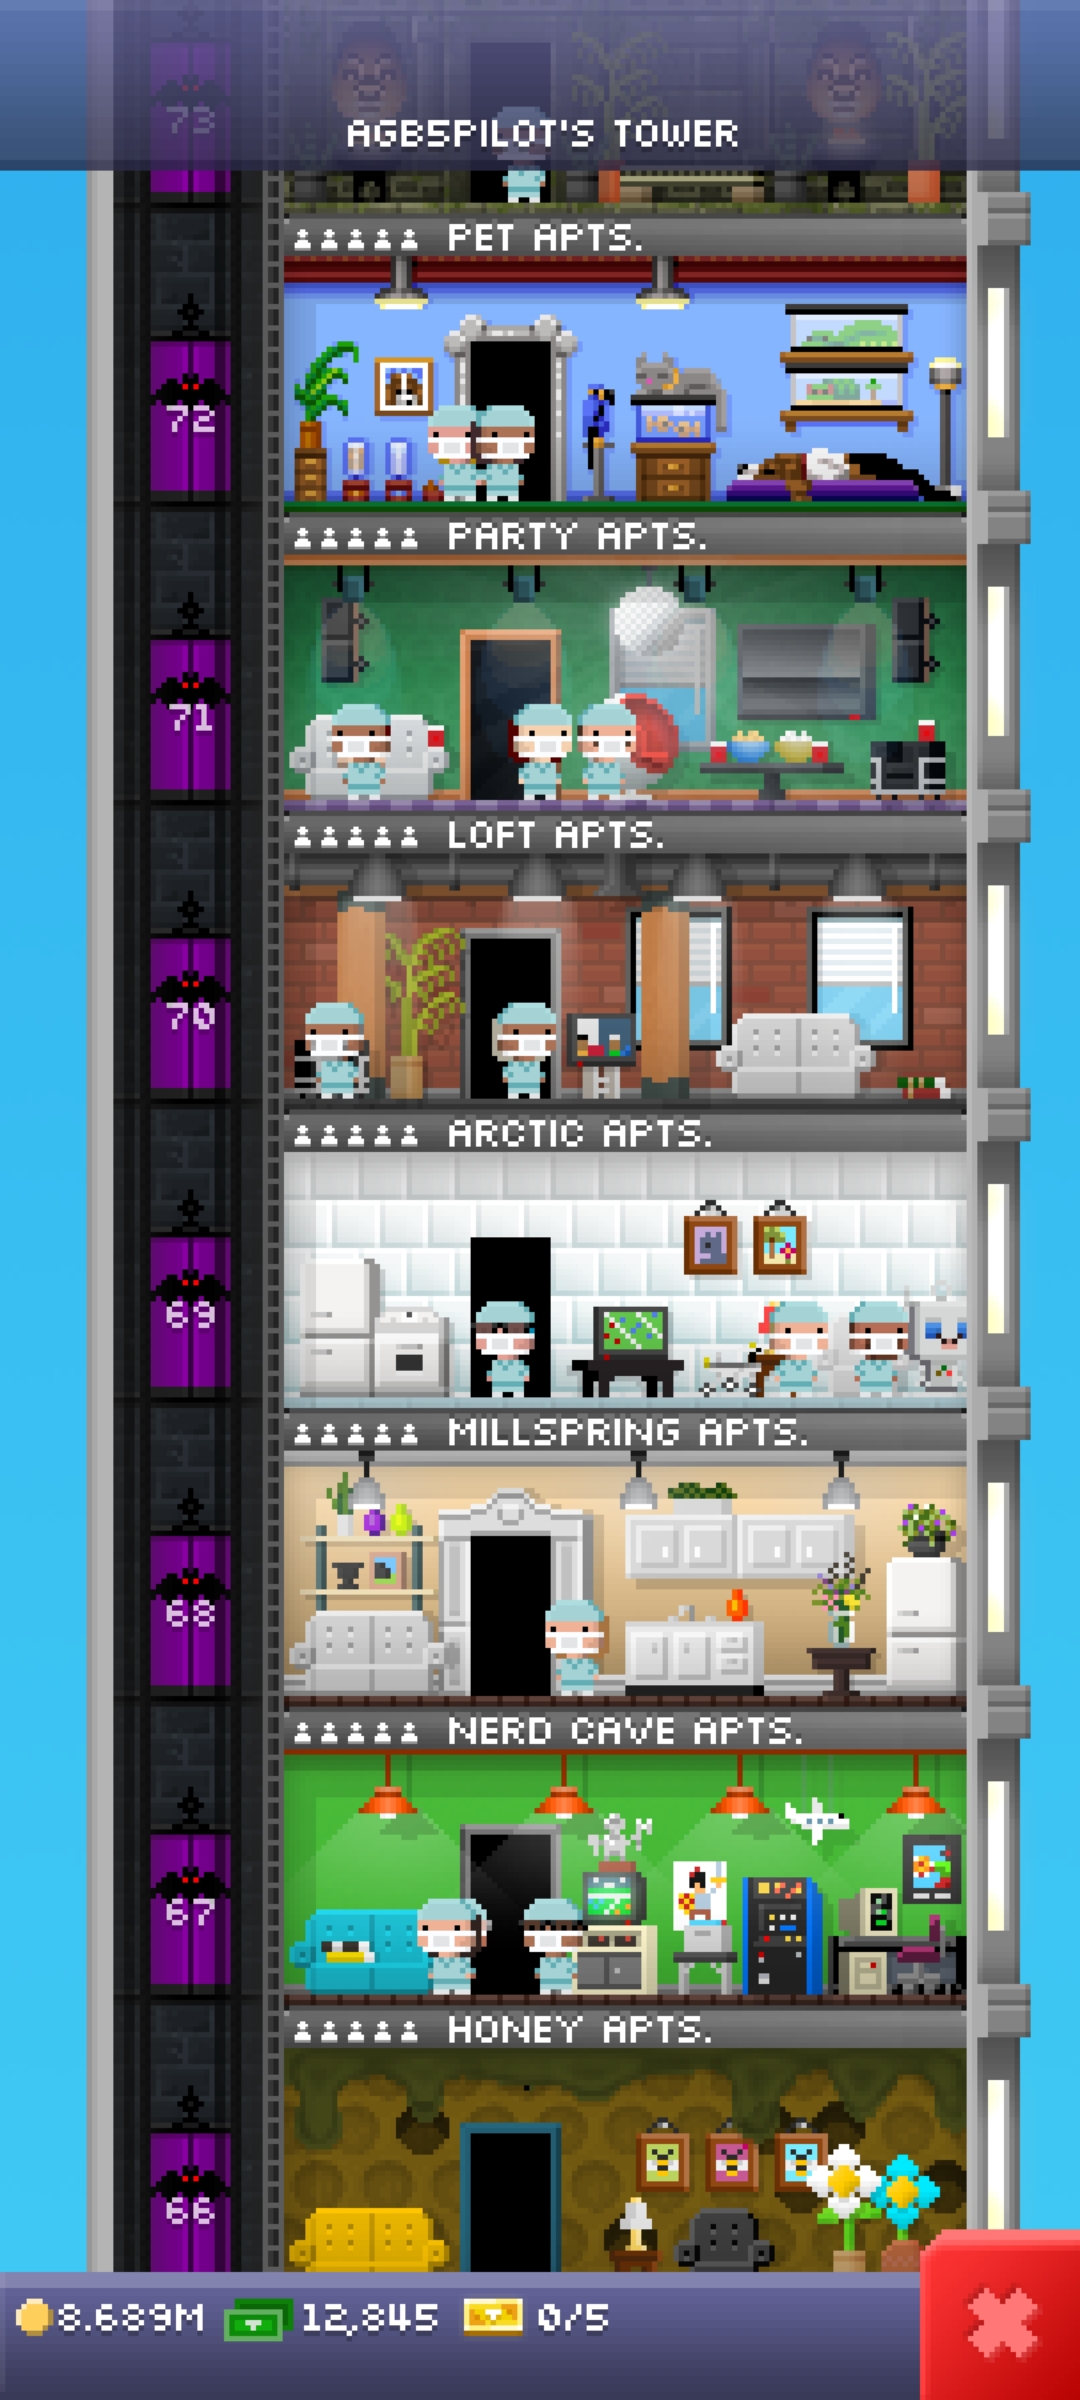 73
AGB5PILOT'S TOWER
PET APTS.
72
PARTY APTS.
71
LOFT APTS.
70
ARCTIC APTS.
69
MILLSPRING APTS.
68
NERD CAVE APTS.
67
HONEY APTS.
66
8.689M 12,845 0/5